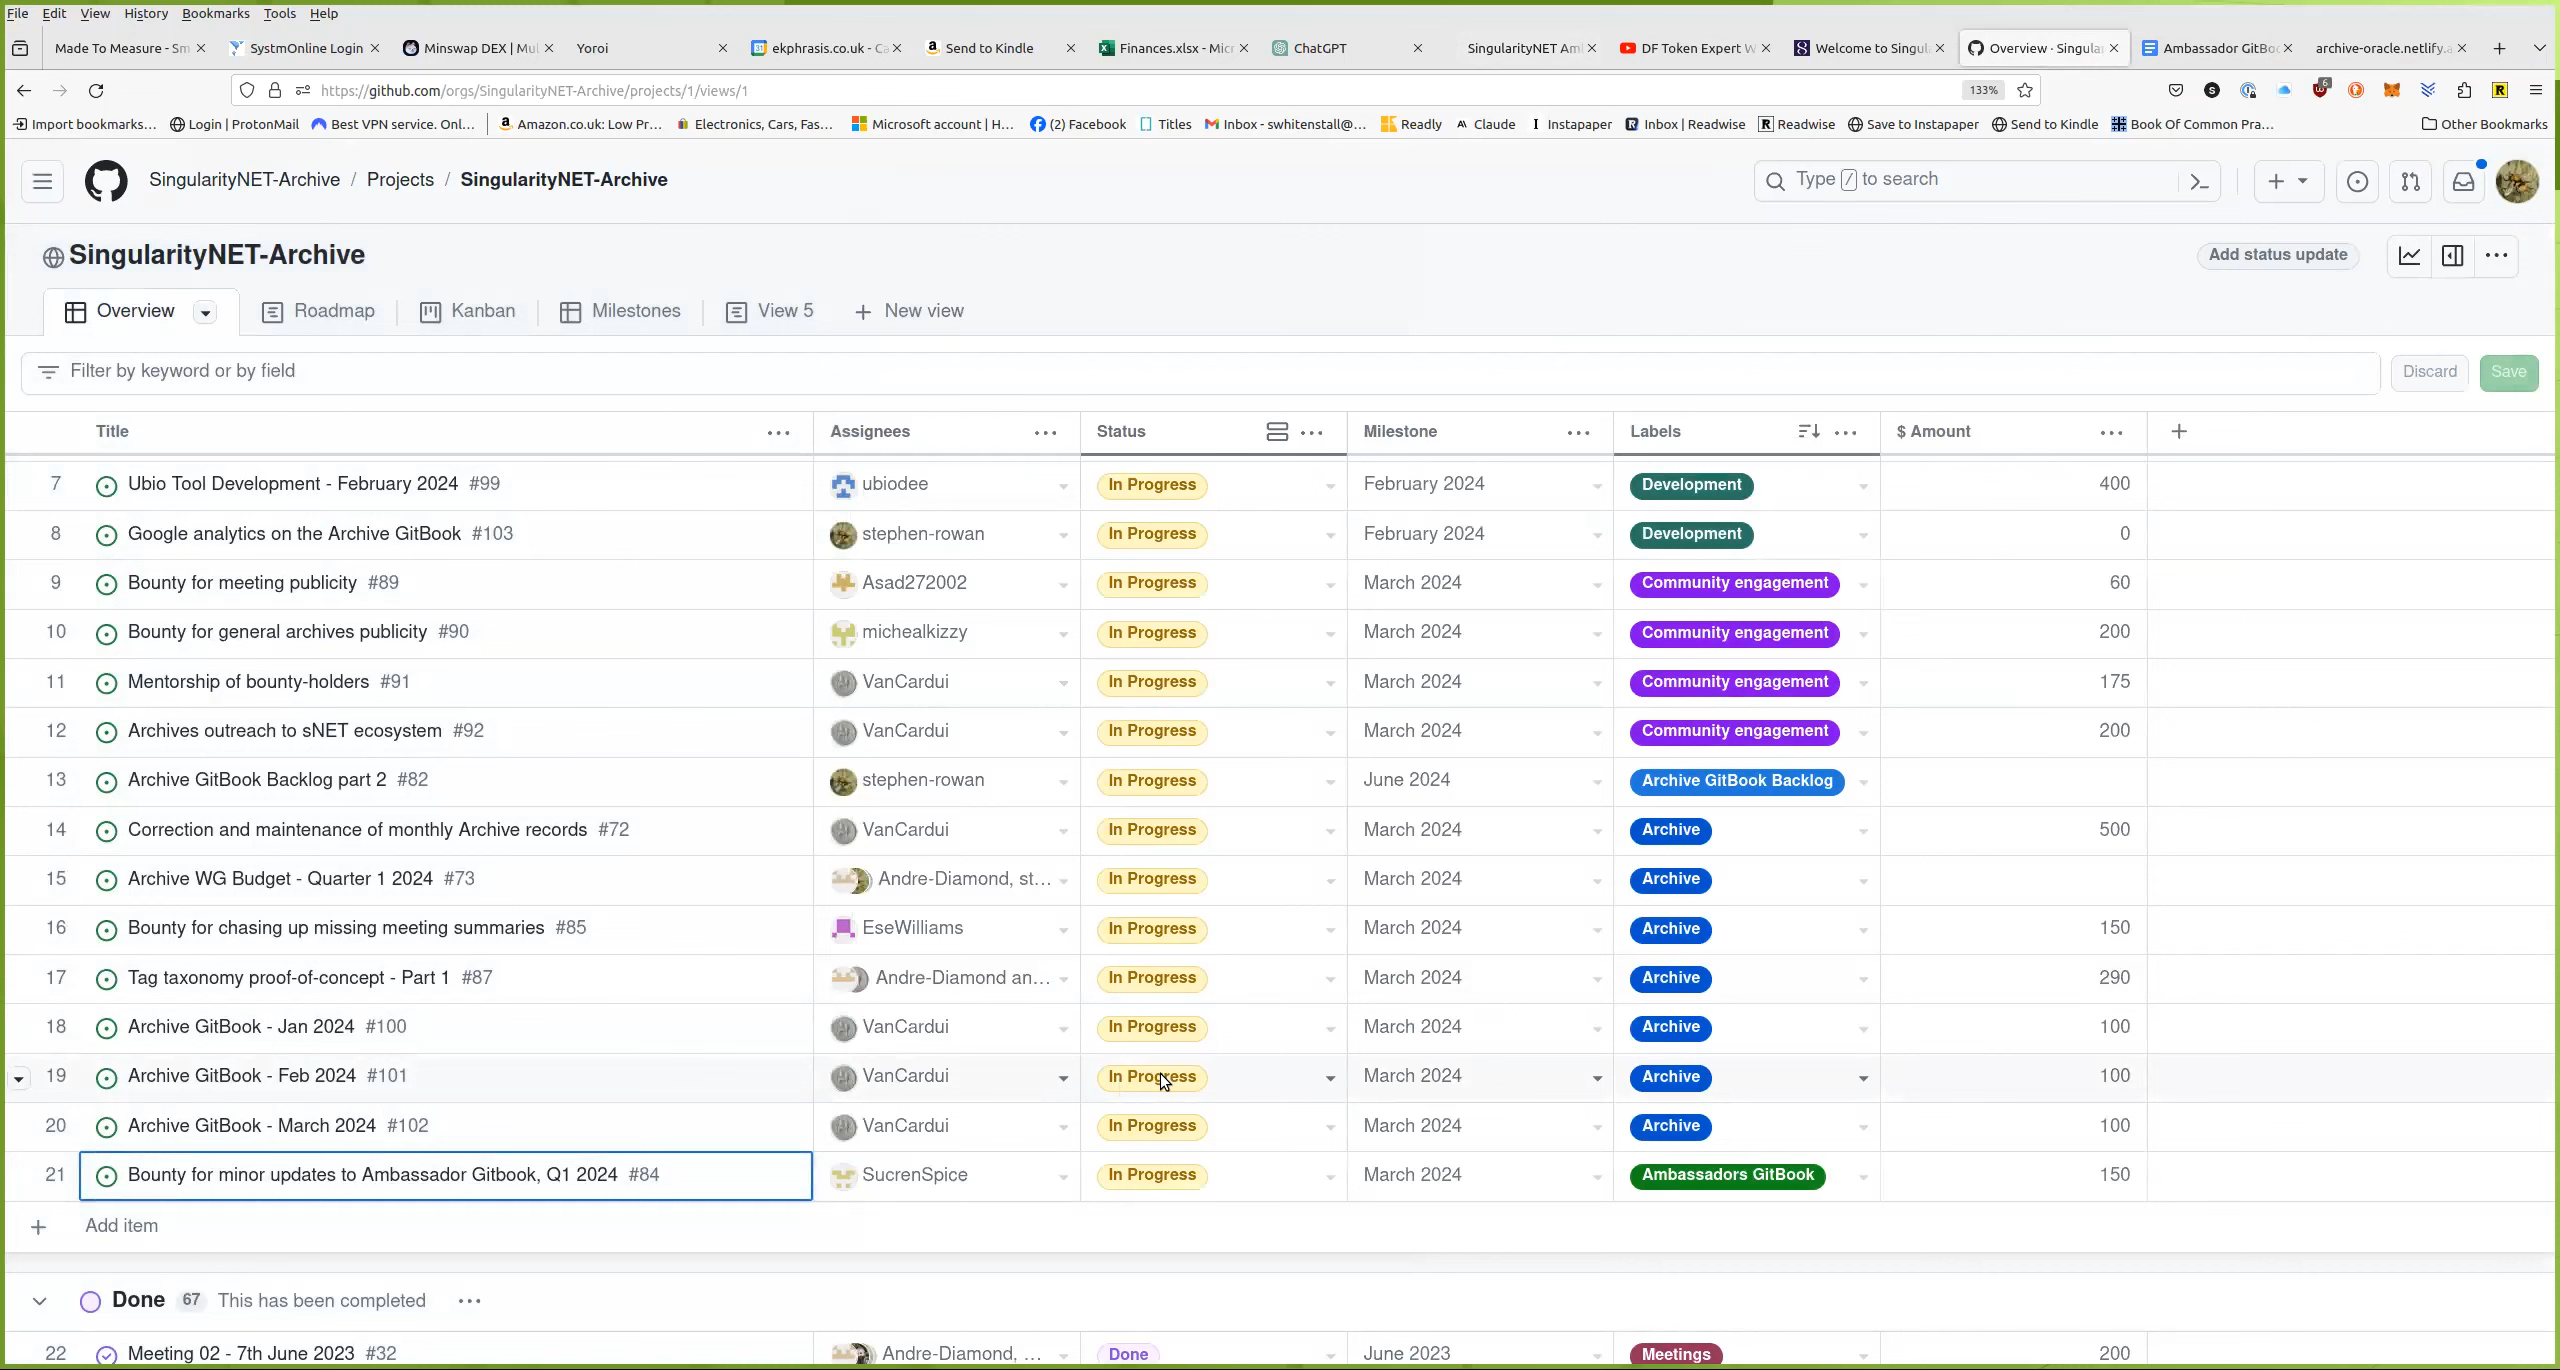 File Edit View History Bookmarks Tools Help
Made To Measure - Sm SystmOnline Login Minswap DEX | Mul Yoroi ekphrasis.co.uk - Ca Send to Kindle Finances.xlsx - Micr ChatGPT SingularityNET Am DF Token Expert W Welcome to Singul Overview · Singula Ambassador GitBo archive-oracle.netlify.a
https://github.com/orgs/SingularityNET-Archive/projects/1/views/1 133% 6
Import bookmarks... Login | ProtonMail Best VPN service. Onl... Amazon.co.uk: Low Pr... Electronics, Cars, Fas... Microsoft account | H... (2) Facebook Titles Inbox - swhitenstall@... Readly Claude Instapaper Inbox | Readwise Readwise Save to Instapaper Send to Kindle Book Of Common Pra... Other Bookmarks
SingularityNET-Archive / Projects / SingularityNET-Archive Type / to search
SingularityNET-Archive Add status update
Overview Roadmap Kanban Milestones View 5 New view
Filter by keyword or by field Discard Save
Title Assignees Status Milestone Labels $ Amount
7 Ubio Tool Development - February 2024 #99 ubiodee In Progress February 2024 Development 400
8 Google analytics on the Archive GitBook #103 stephen-rowan In Progress February 2024 Development 0
9 Bounty for meeting publicity #89 Asad272002 In Progress March 2024 Community engagement 60
10 Bounty for general archives publicity #90 michealkizzy In Progress March 2024 Community engagement 200
11 Mentorship of bounty-holders #91 VanCardui In Progress March 2024 Community engagement 175
12 Archives outreach to sNET ecosystem #92 VanCardui In Progress March 2024 Community engagement 200
13 Archive GitBook Backlog part 2 #82 stephen-rowan In Progress June 2024 Archive GitBook Backlog
14 Correction and maintenance of monthly Archive records #72 VanCardui In Progress March 2024 Archive 500
15 Archive WG Budget - Quarter 1 2024 #73 Andre-Diamond, st... In Progress March 2024 Archive
16 Bounty for chasing up missing meeting summaries #85 EseWilliams In Progress March 2024 Archive 150
17 Tag taxonomy proof-of-concept - Part 1 #87 Andre-Diamond an... In Progress March 2024 Archive 290
18 Archive GitBook - Jan 2024 #100 VanCardui In Progress March 2024 Archive 100
19 Archive GitBook - Feb 2024 #101 VanCardui In Progress March 2024 Archive 100
20 Archive GitBook - March 2024 #102 VanCardui In Progress March 2024 Archive 100
21 Bounty for minor updates to Ambassador Gitbook, Q1 2024 #84 SucrenSpice In Progress March 2024 Ambassadors GitBook 150
Add item
Done 67 This has been completed
22 Meeting 02 - 7th June 2023 #32 Andre-Diamond, ... Done June 2023 Meetings 200